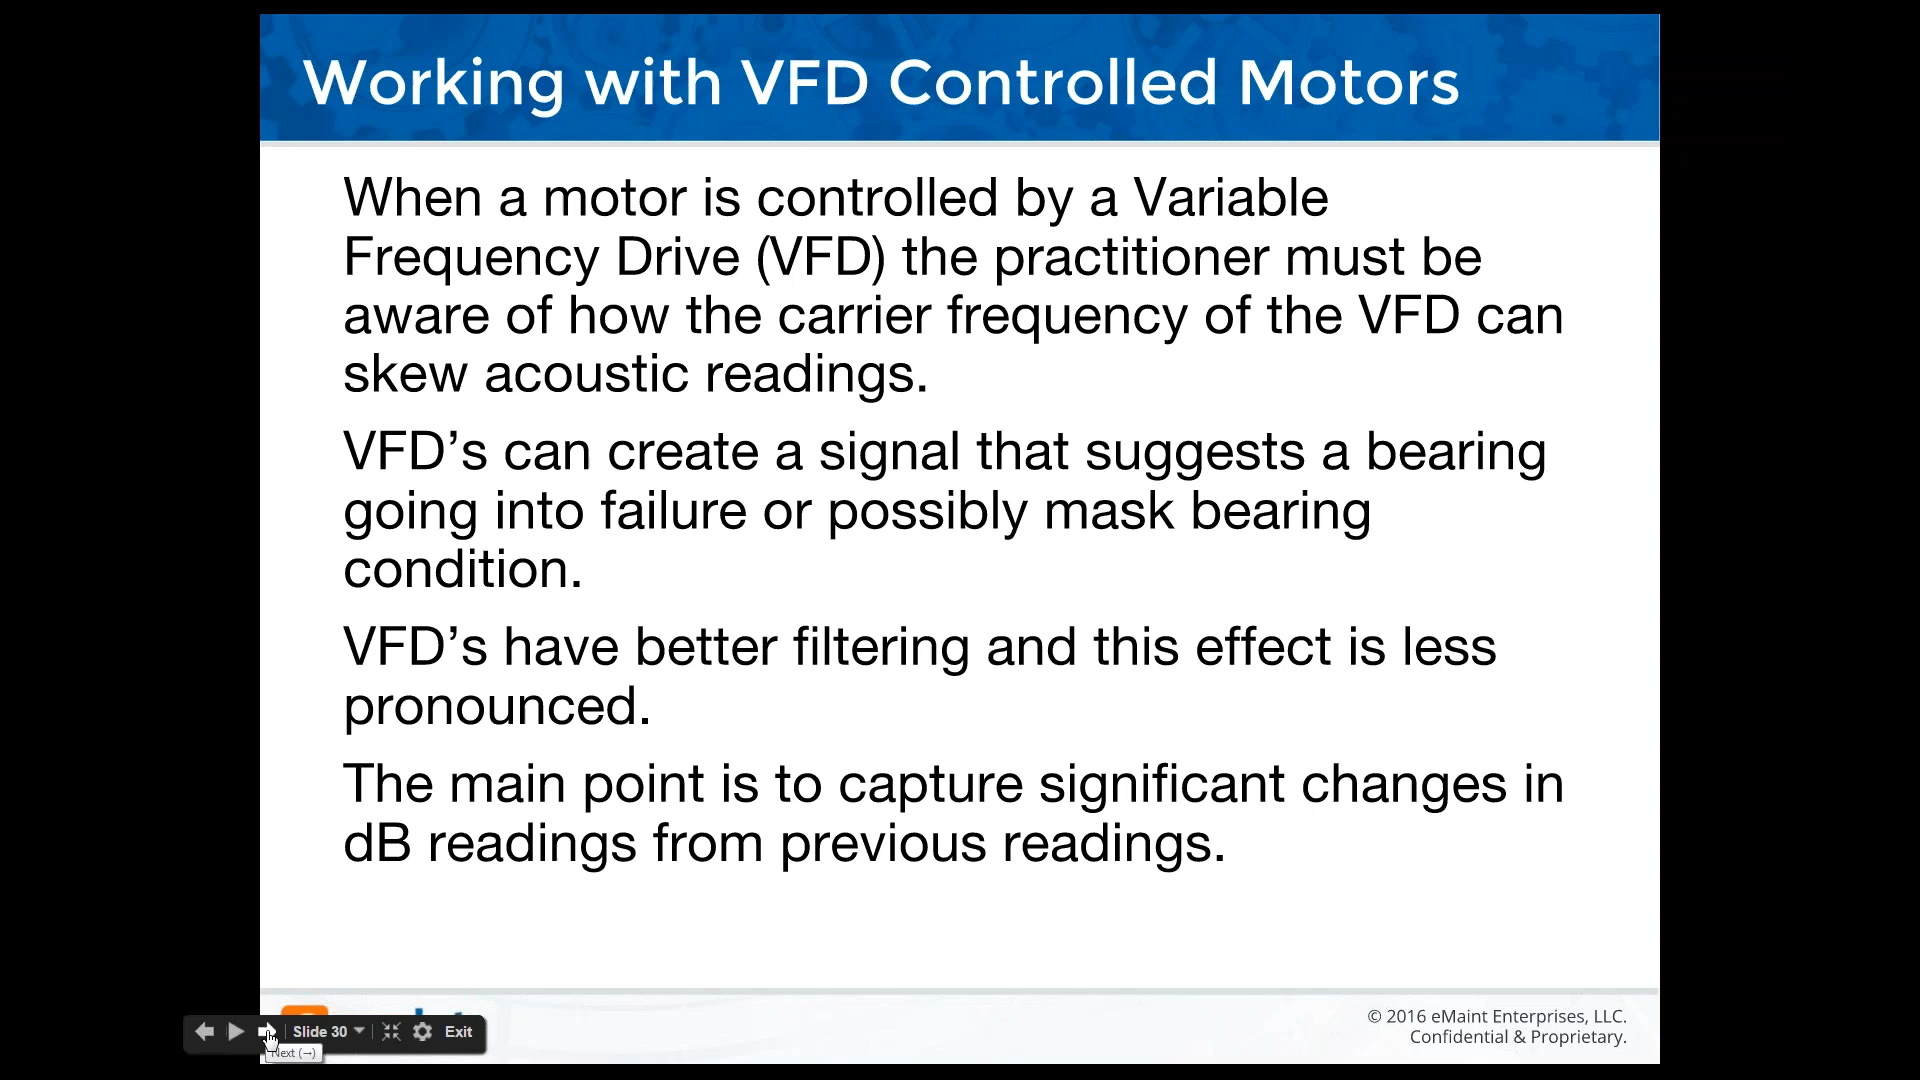 Working with VFD Controlled Motors
When a motor is controlled by a Variable
Frequency Drive (VFD) the practitioner must be
aware of how the carrier frequency of the VFD can
skew acoustic readings.
VFD’s can create a signal that suggests a bearing
going into failure or possibly mask bearing
condition.
VFD’s have better filtering and this effect is less
pronounced.
The main point is to capture significant changes in
dB readings from previous readings.
© 2016 eMaint Enterprises, LLC.
Confidential & Proprietary.
Slide 30
Exit
Next (→)